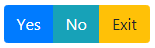 Yes No Exit